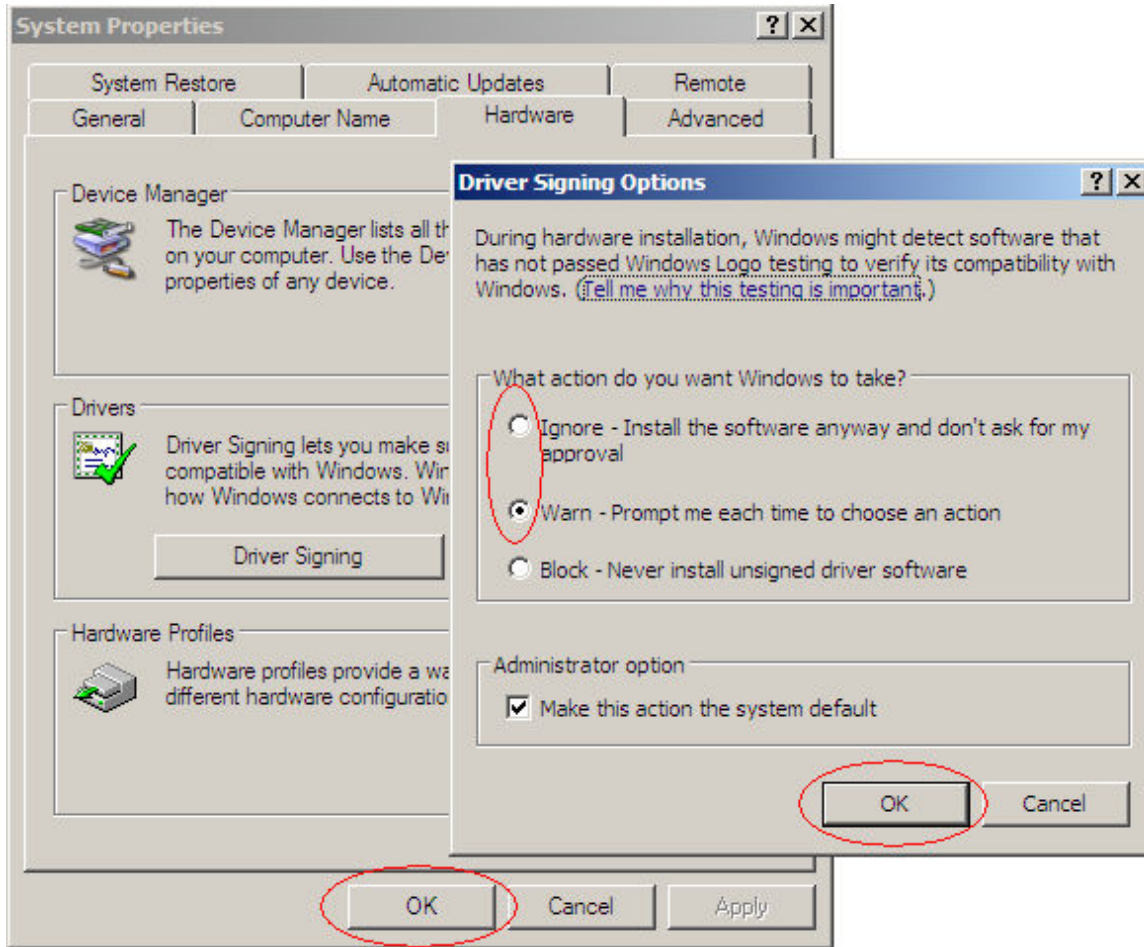 System Properties
System Restore
Automatic Updates
Remote
General
Computer Name
Hardware
Advanced
Device Manager
The Device Manager lists all th
on your computer. Use the De
properties of any device.
Drivers
Driver Signing lets you make s
compatible with Windows. Win
how Windows connects to Wi
Driver Signing
Hardware Profiles
Hardware profiles provide a wa
different hardware configuratio
OK
Cancel
Apply
Driver Signing Options
During hardware installation, Windows might detect software that
has not passed Windows Logo testing to verify its compatibility with
Windows. (Tell me why this testing is important.)
What action do you want Windows to take?
Ignore - Install the software anyway and don't ask for my
approval
Warn - Prompt me each time to choose an action
Block - Never install unsigned driver software
Administrator option
Make this action the system default
OK
Cancel